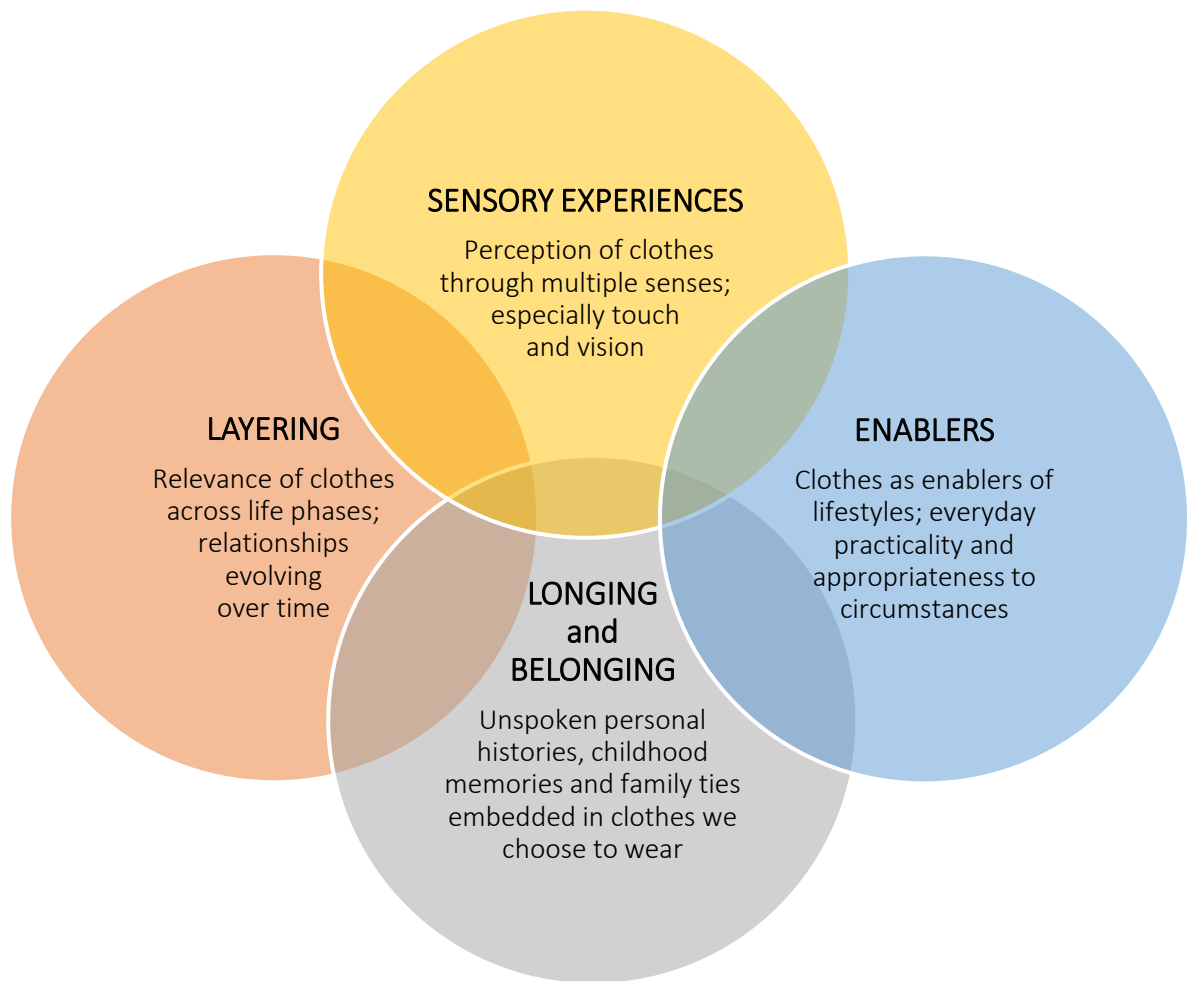 SENSORY EXPERIENCES
Perception of clothes
through multiple senses;
especially touch
and vision
LAYERING
Relevance of clothes
across life phases;
relationships
evolving
over time
ENABLERS
Clothes as enablers of
lifestyles; everyday
practicality and
appropriateness to
circumstances
LONGING
and
BELONGING
Unspoken personal
histories, childhood
memories and family ties
embedded in clothes we
choose to wear